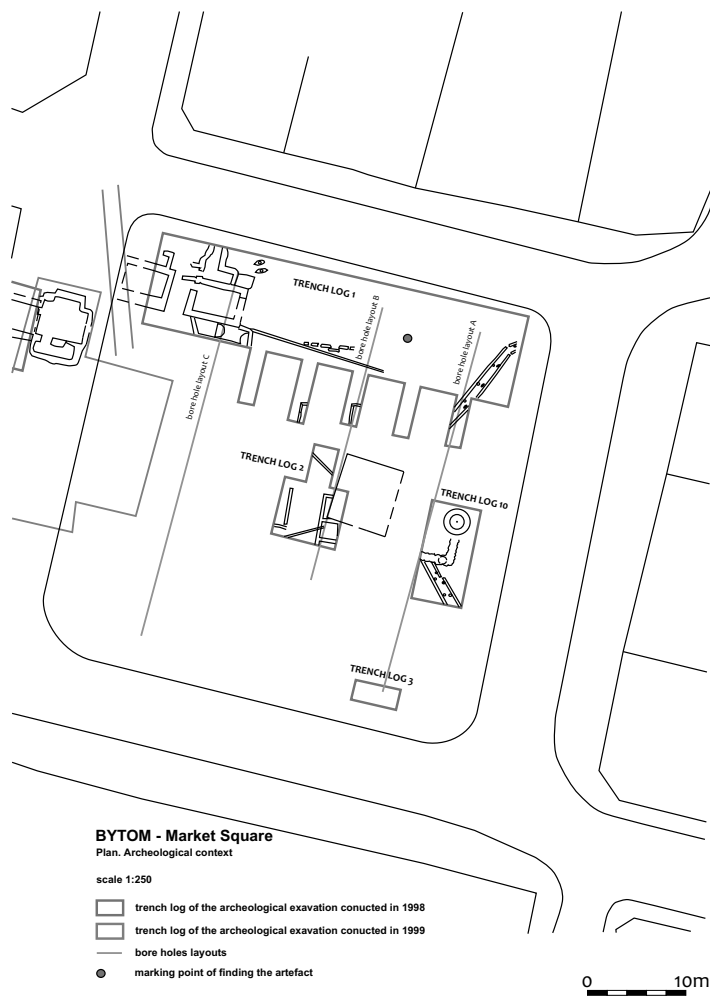 TRENCH LOG 1
bore hole layout B
bore hole layout A
bore hole layout C
TRENCH LOG 2
TRENCH LOG 10
TRENCH LOG 3
BYTOM - Market Square
Plan. Archeological context
scale 1:250
trench log of the archeological exavation conucted in 1998
trench log of the archeological exavation conucted in 1999
bore holes layouts
marking point of finding the artefact
0 10m